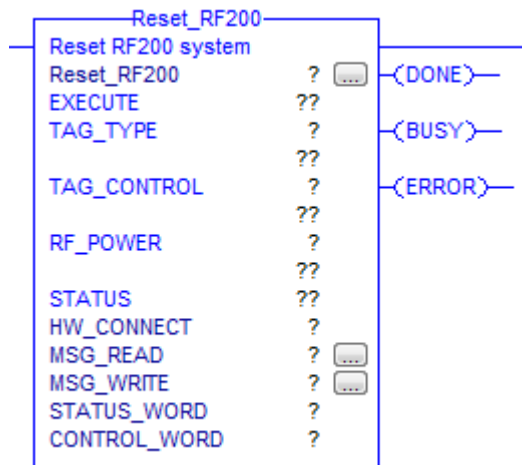 Reset_RF200
Reset RF200 system
Reset_RF200 ? ... (DONE)
EXECUTE ??
TAG_TYPE ? (BUSY)
??
TAG_CONTROL ? (ERROR)
??
RF_POWER ?
??
STATUS ??
HW_CONNECT ?
MSG_READ ? ...
MSG_WRITE ? ...
STATUS_WORD ?
CONTROL_WORD ?